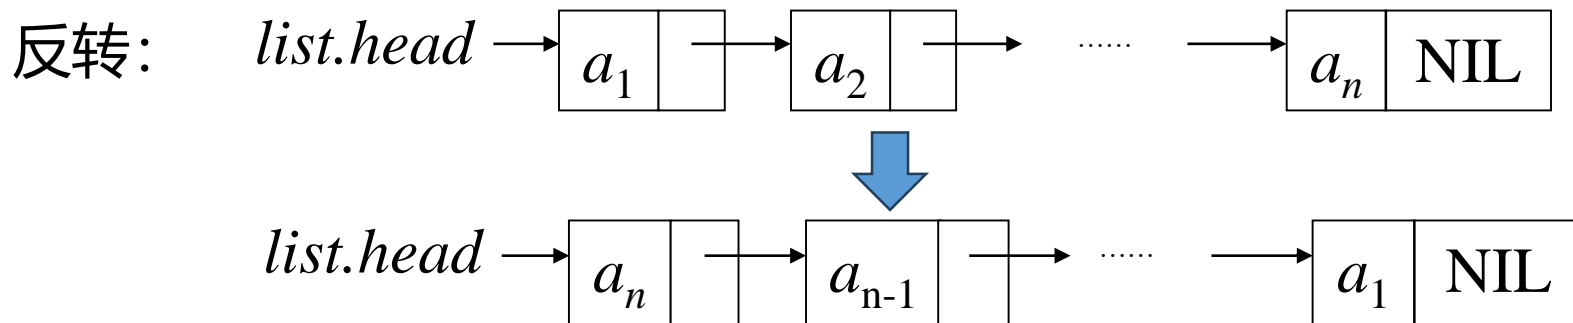 反转： list.head a₁ a₂ …… aₙ NIL
list.head aₙ aₙ₋₁ …… a₁ NIL